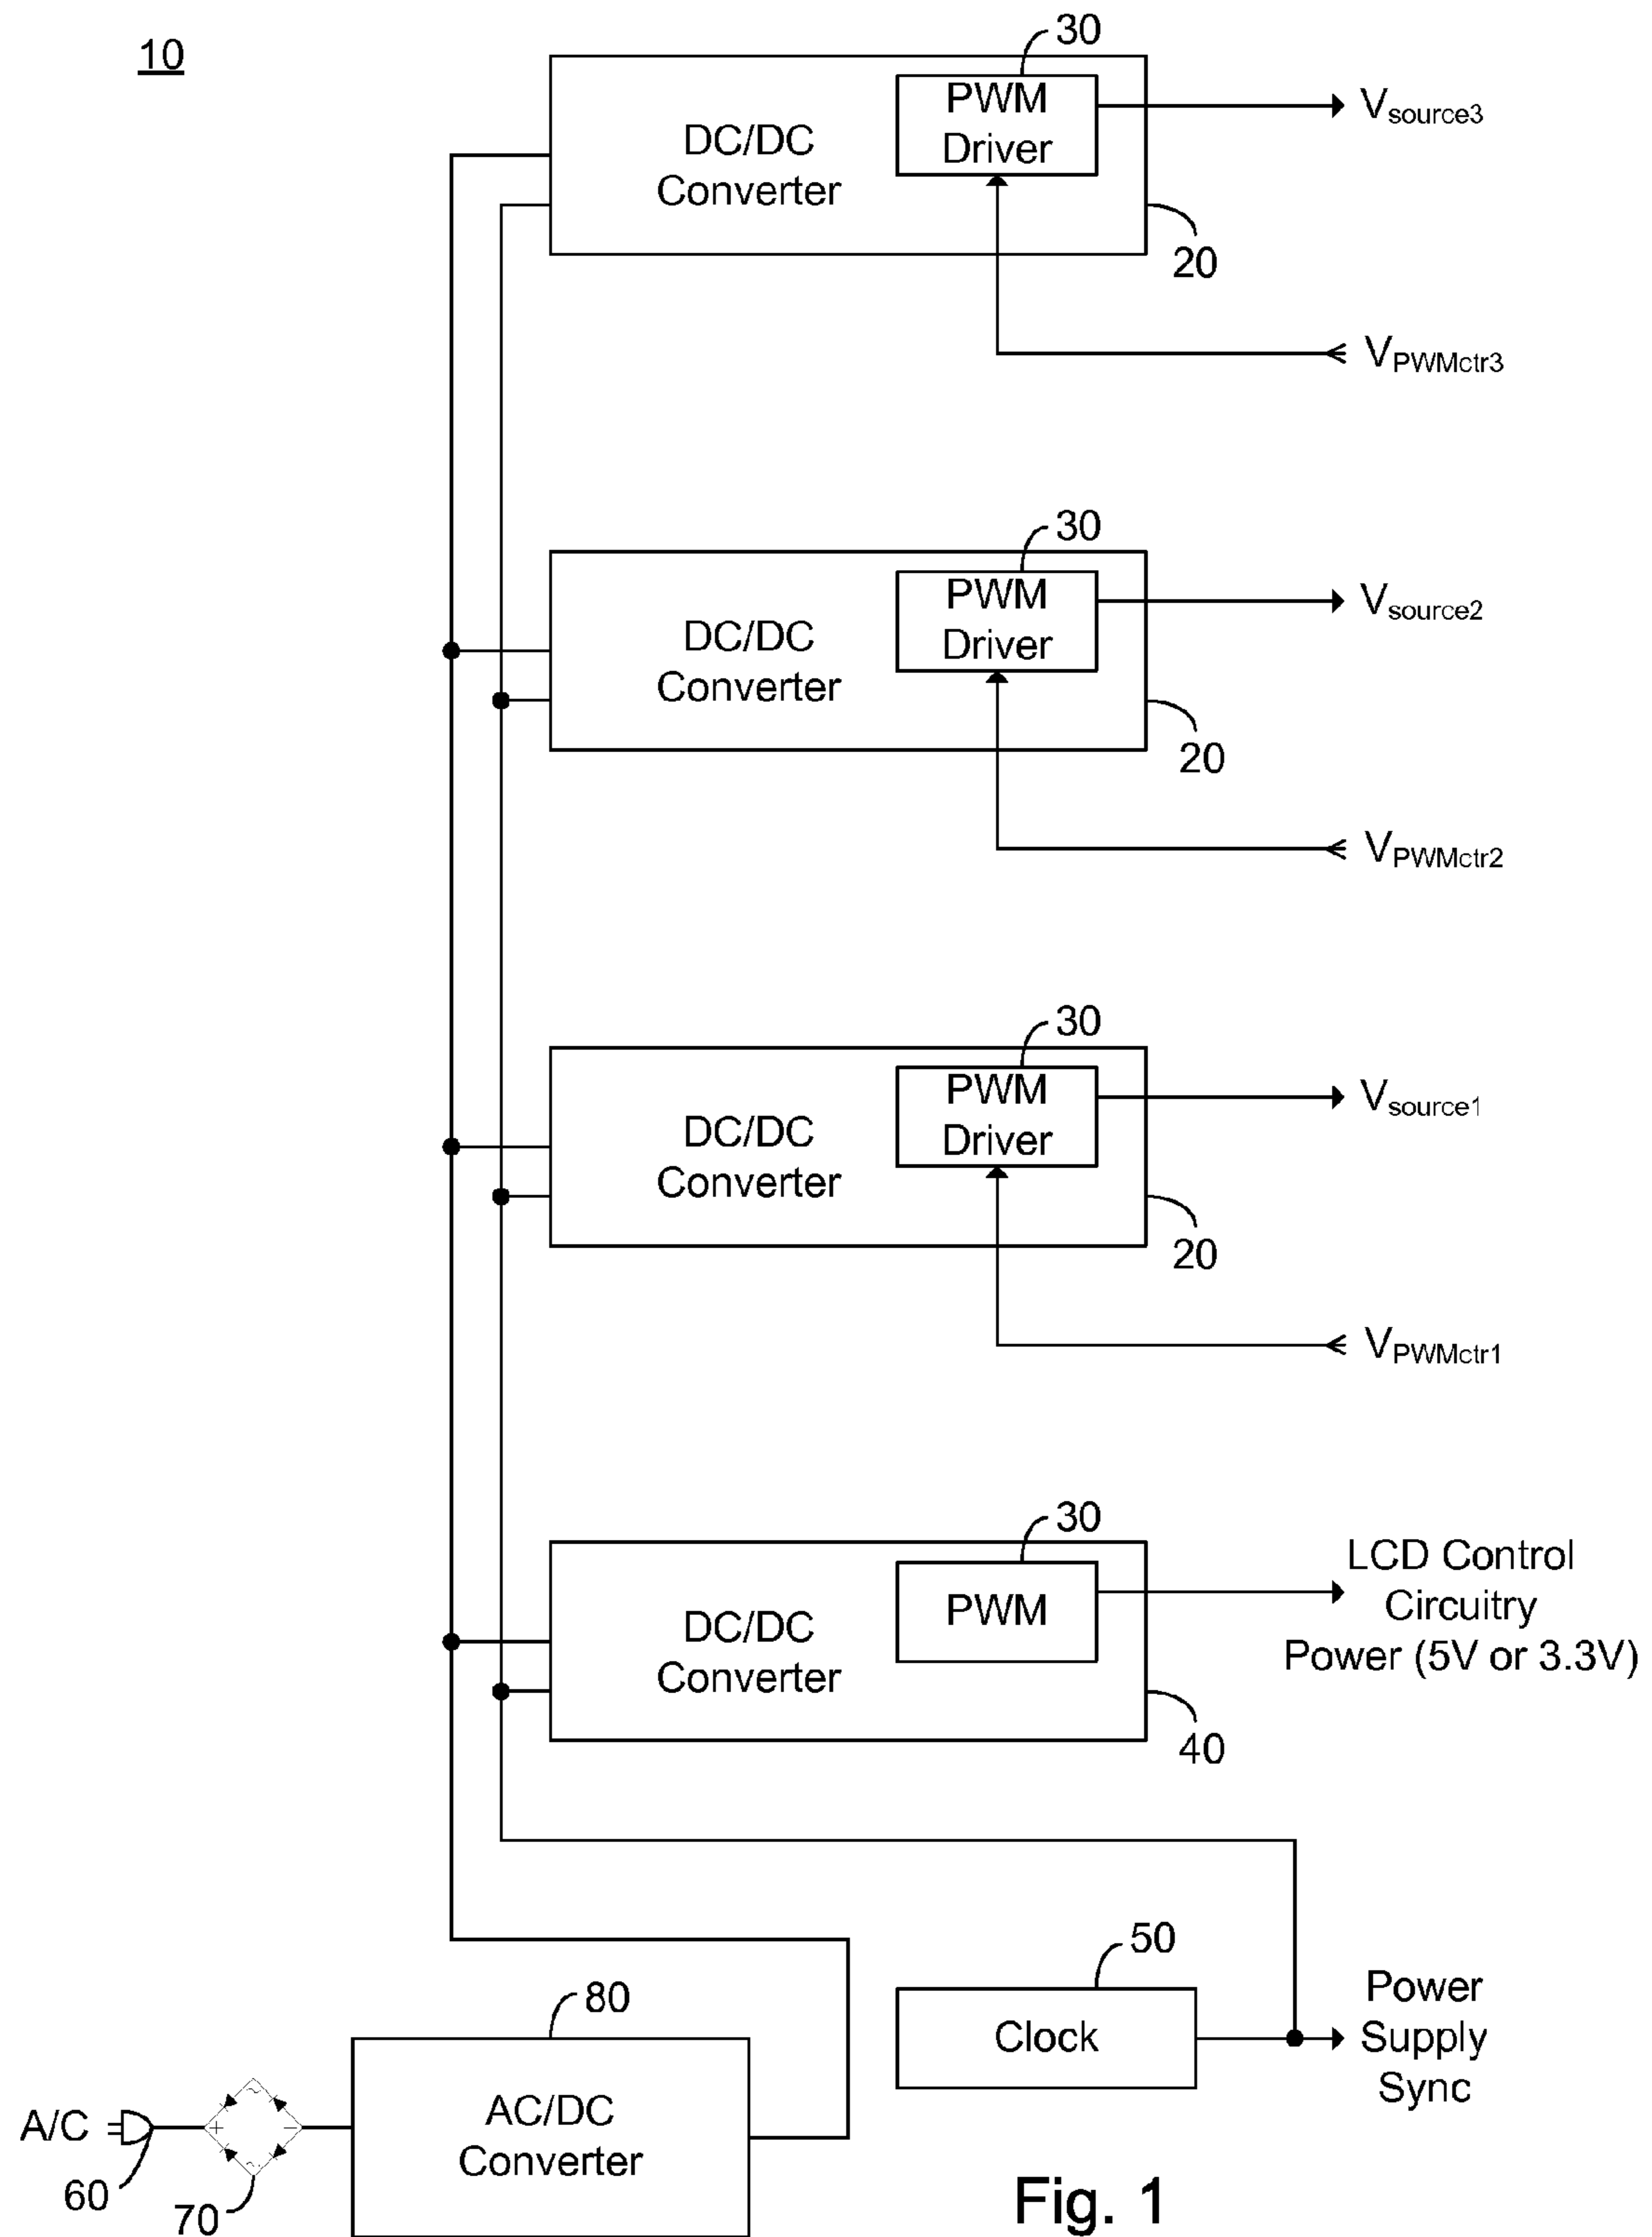 10
30
PWM
Driver
DC/DC
Converter
Vsource3
20
VPWMctr3
30
PWM
Driver
DC/DC
Converter
Vsource2
20
VPWMctr2
30
PWM
Driver
DC/DC
Converter
Vsource1
20
VPWMctr1
30
PWM
DC/DC
Converter
LCD Control
Circuitry
Power (5V or 3.3V)
40
50
Clock
Power
Supply
Sync
80
AC/DC
Converter
A/C
~
+
−
~
60
70
Fig. 1